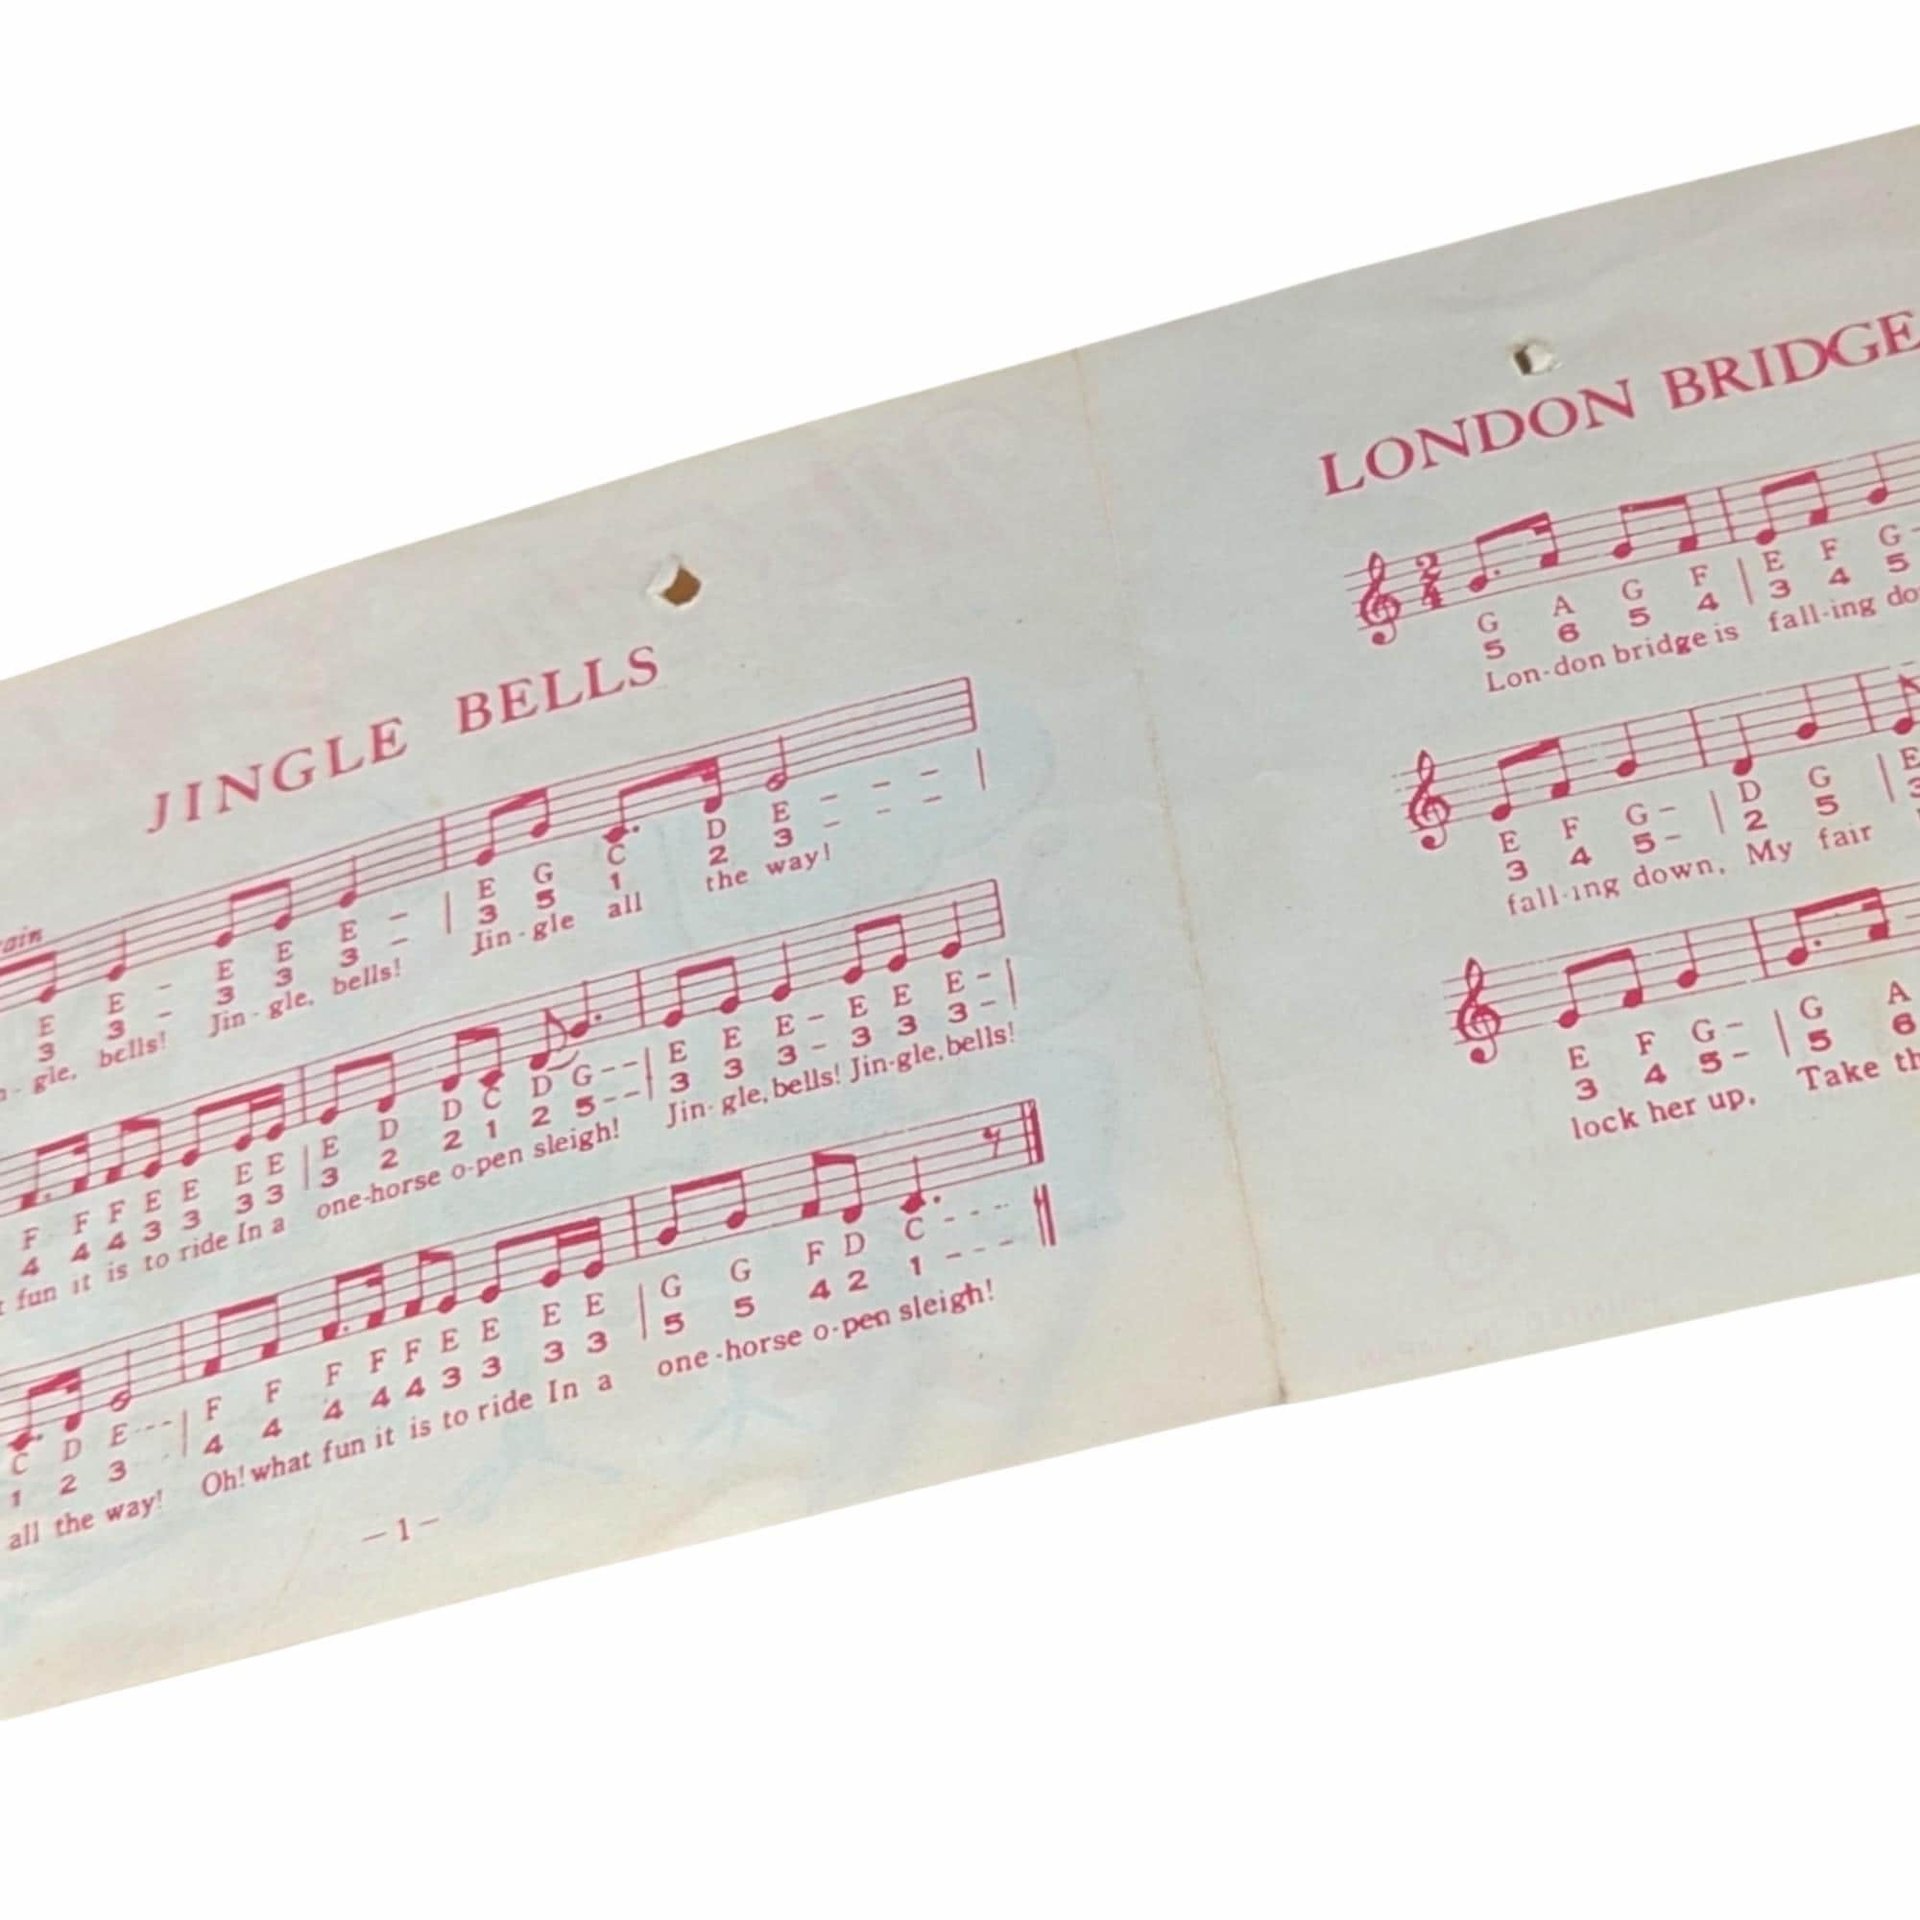 JINGLE BELLS
E E - E E E - | E G C D E - - - |
3 3 - 3 3 3 - 3 5 1 2 3 - - -
gle, bells! Jin-gle, bells! Jin-gle all the way!
F F F E E E E | E D D C D G - - | E E E - E E E - |
4 4 4 3 3 3 3 3 2 2 1 2 5 - - 3 3 3 - 3 3 3 -
fun it is to ride In a one-horse o-pen sleigh! Jin-gle, bells! Jin-gle, bells!
C D E - - - | F F F F F E E E E | G G F D C - - -
1 2 3 4 4 4 4 4 3 3 3 3 5 5 4 2 1 - - -
all the way! Oh! what fun it is to ride In a one-horse o-pen sleigh!
- 1 -
LONDON BRIDGE
2
4
G A G F | E F G -
5 6 5 4 3 4 5
Lon-don bridge is fall-ing
E F G - | D G | E
3 4 5 - 2 5 3
fall-ing down, My fair
E F G - | G A
3 4 5 - 5 6
lock her up, Take